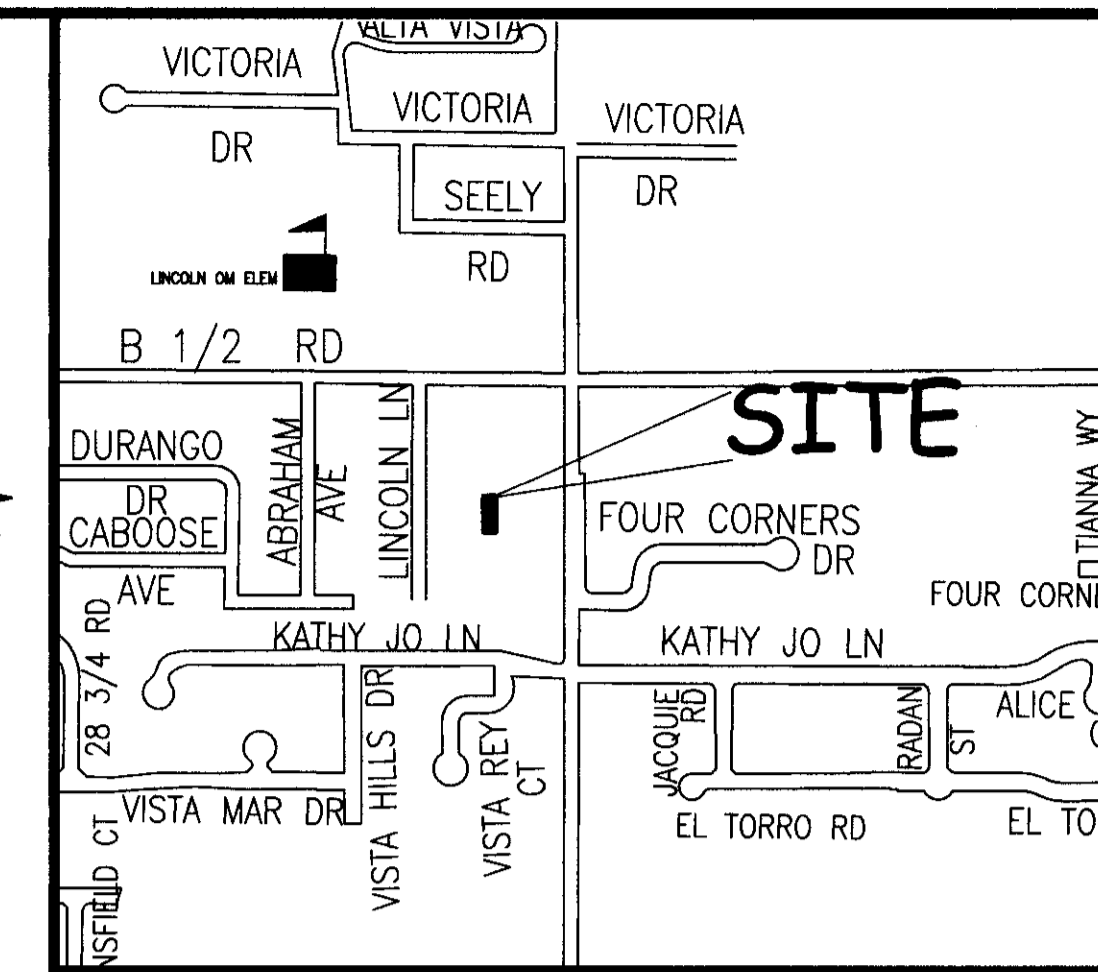 ALTA VISTA
VICTORIA
DR
VICTORIA
VICTORIA
DR
SEELY
RD
LINCOLN OM ELEM
B 1/2 RD
SITE
DURANGO
DR
CABOOSE
AVE
ABRAHAM
AVE
LINCOLN LN
FOUR CORNERS
DR
TIANNA WY
FOUR CORNE
28 3/4 RD
KATHY JO LN
KATHY JO LN
VISTA HILLS DR
VISTA REY
CT
JACQUIE
RD
RADAN
ST
ALICE
VISTA MAR DR
EL TORRO RD
EL TO
NSFIELD CT